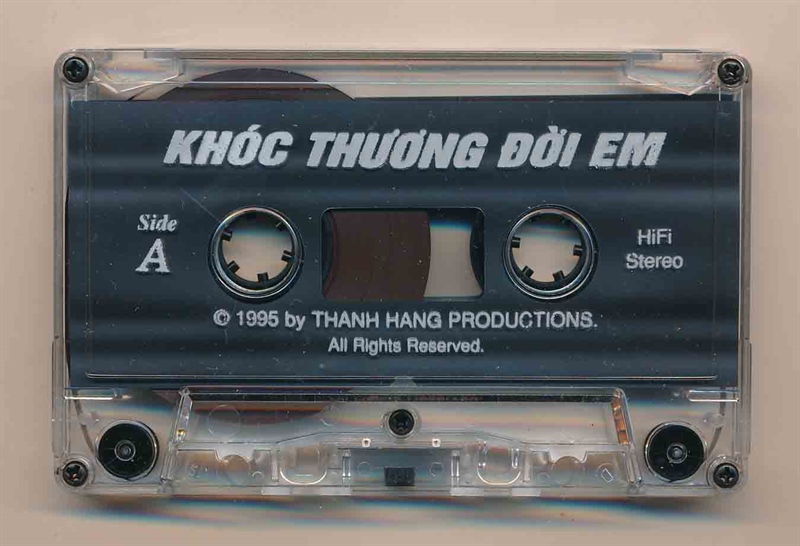 KHÓC THƯƠNG ĐỜI EM
Side
A
HiFi
Stereo
© 1995 by THANH HANG PRODUCTIONS.
All Rights Reserved.